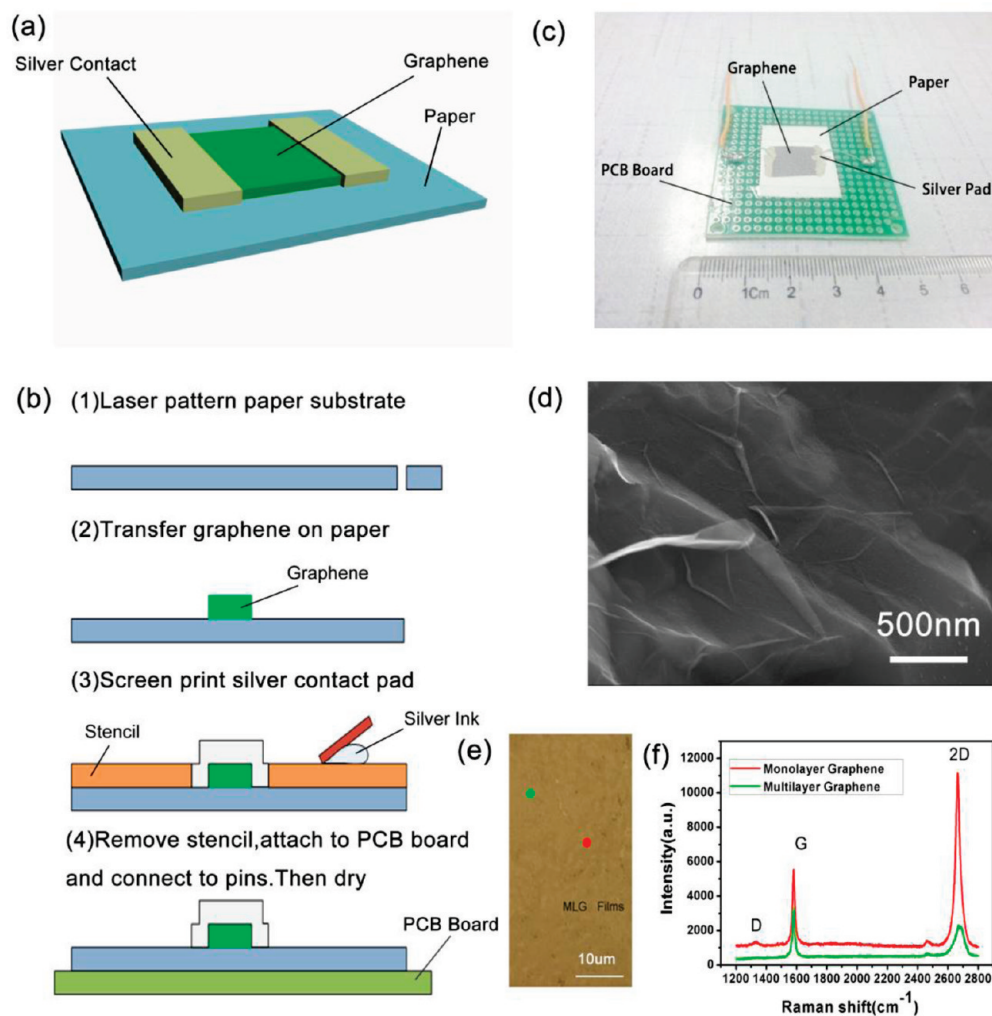 (a)
Silver Contact
Graphene
Paper
(c)
Graphene
Paper
PCB Board
Silver Pad
0 1Cm 2 3 4 5 6
(b)
(1)Laser pattern paper substrate
(2)Transfer graphene on paper
Graphene
(3)Screen print silver contact pad
Stencil
Silver Ink
(4)Remove stencil,attach to PCB board
and connect to pins.Then dry
PCB Board
(d)
500nm
(e)
MLG Films
10um
(f)
Monolayer Graphene
Multilayer Graphene
2D
G
D
Intensity(a.u.)
12000
10000
8000
6000
4000
2000
0
1200 1400 1600 1800 2000 2200 2400 2600 2800
Raman shift(cm-1)